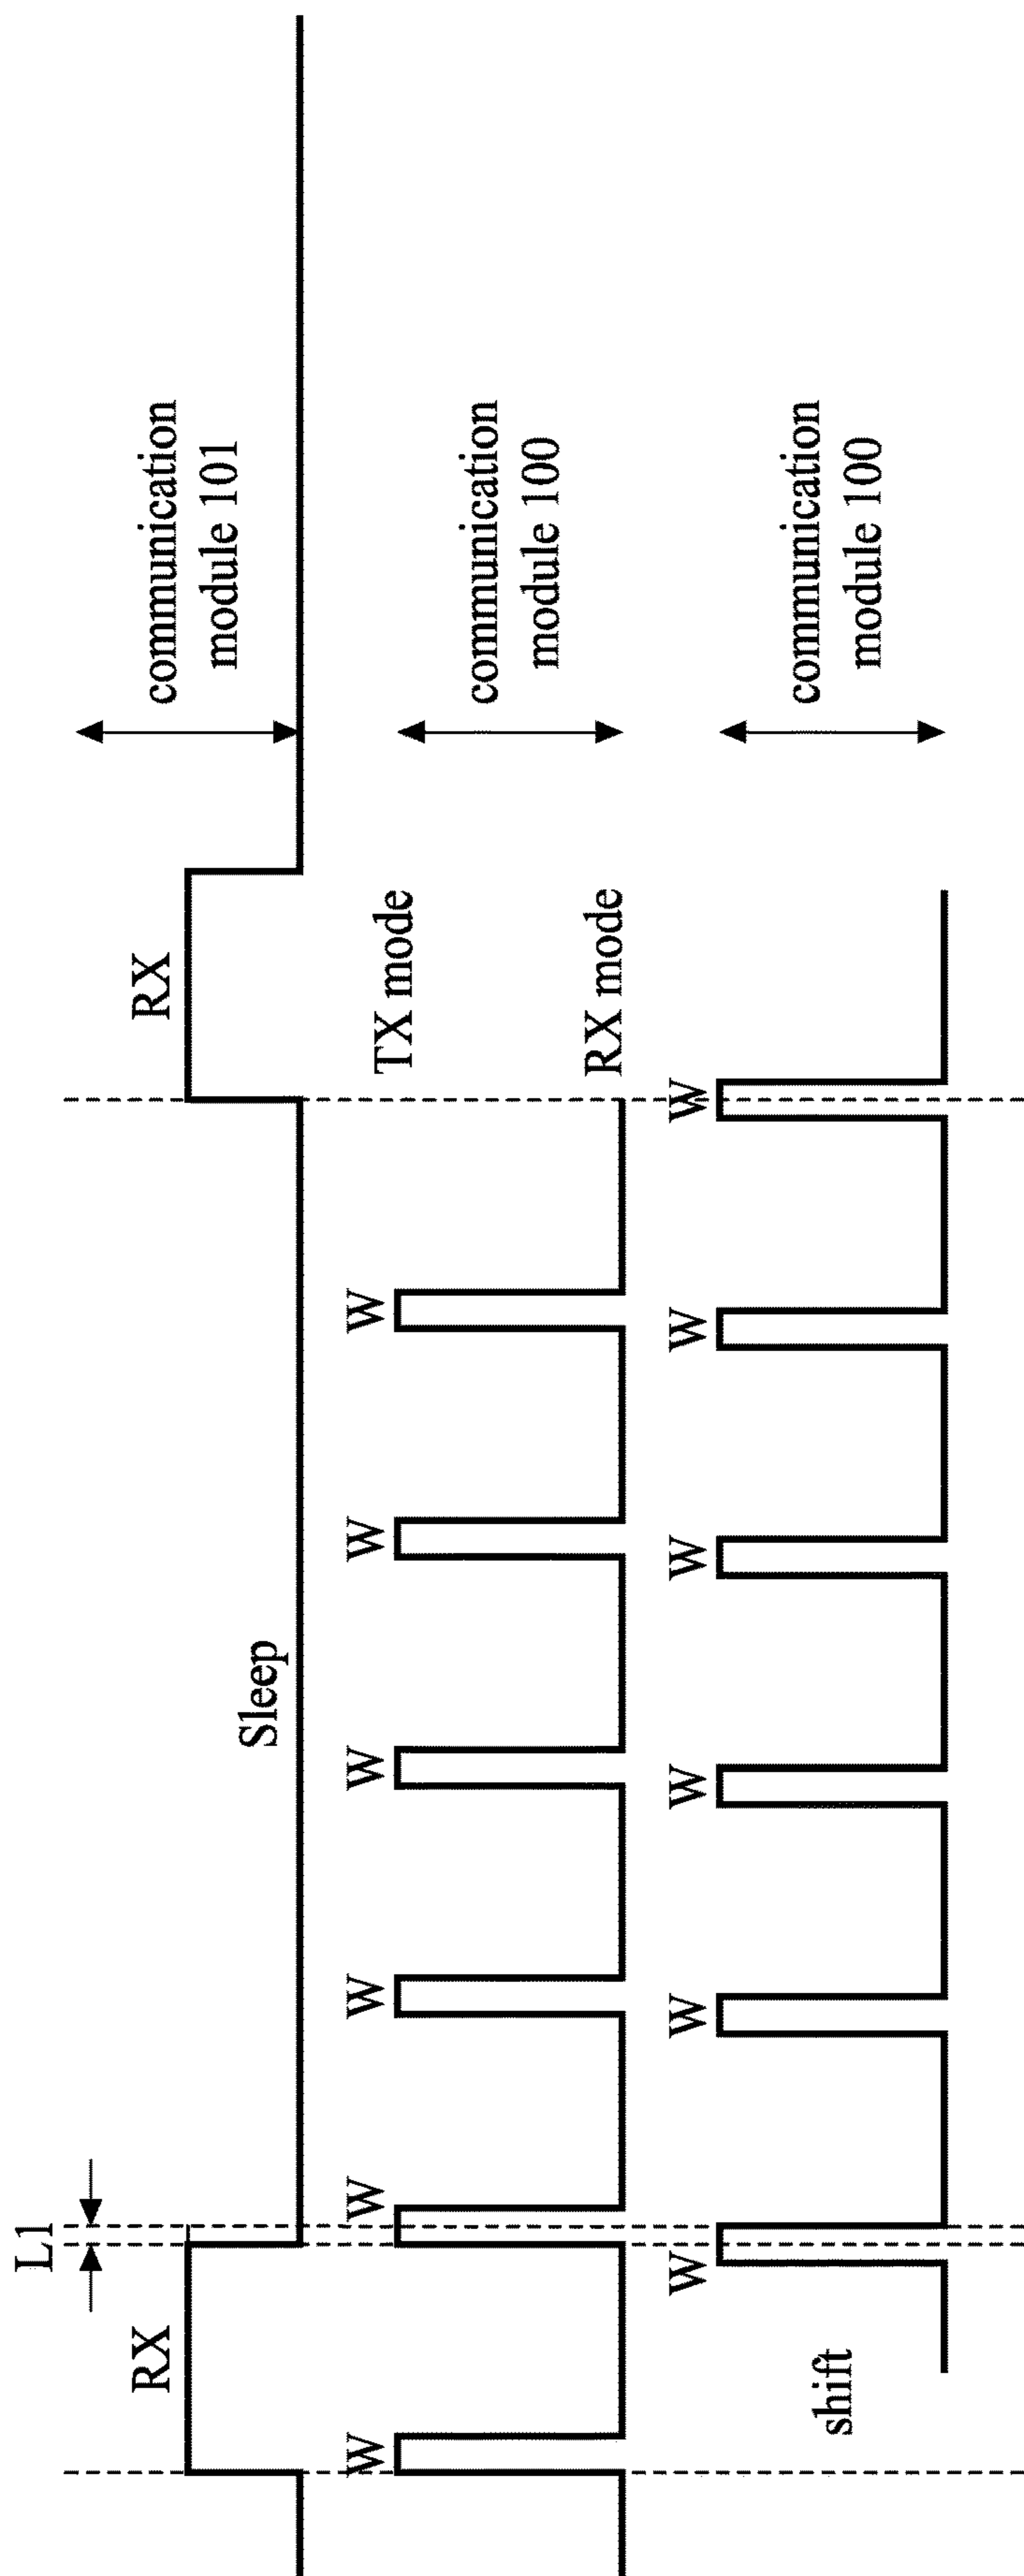 L1
RX
RX
communication
module 101
Sleep
W
W
W
W
W
W
TX mode
RX mode
communication
module 100
shift
W
W
W
W
W
W
communication
module 100